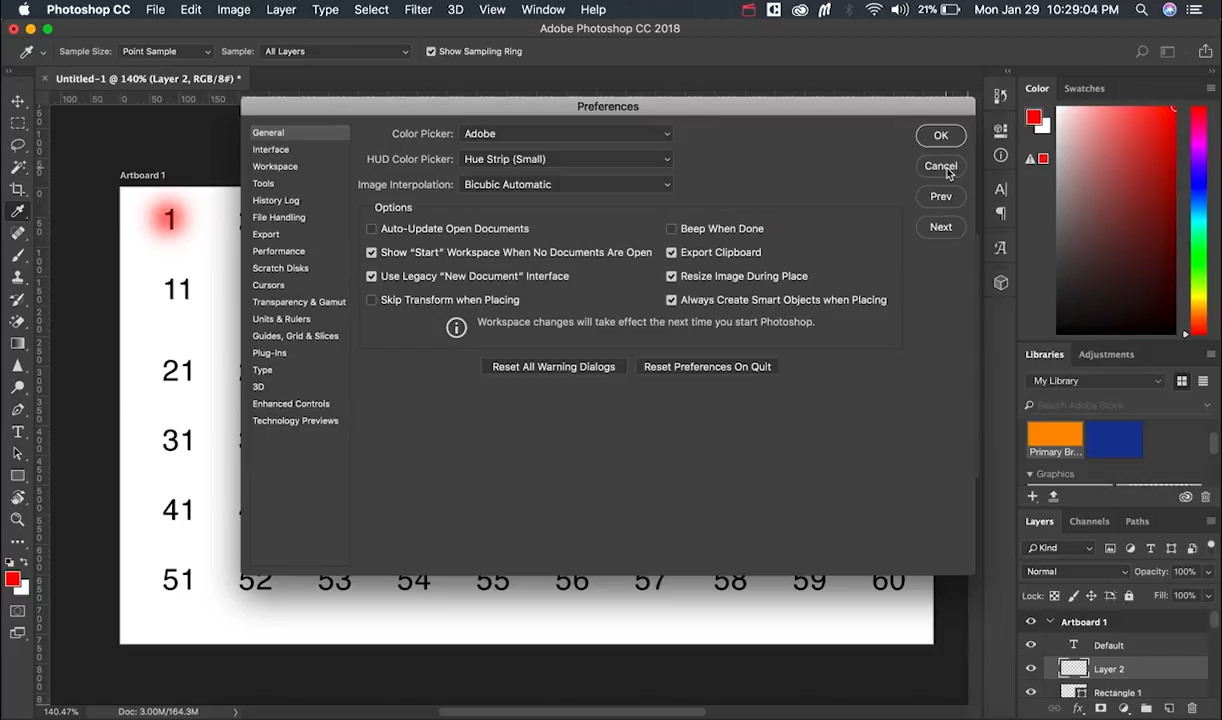 Photoshop CC File Edit Image Layer Type Select Filter 3D View Window Help 21% Mon Jan 29 10:29:04 PM
Adobe Photoshop CC 2018
Sample Size: Point Sample Sample: All Layers Show Sampling Ring
Untitled-1 @ 140% (Layer 2, RGB/8#) *
100 50 0 50 100 150
Artboard 1
1
11
21
31
41
51 52 53 54 55 56 57 58 59 60
Preferences
General
Interface
Workspace
Tools
History Log
File Handling
Export
Performance
Scratch Disks
Cursors
Transparency & Gamut
Units & Rulers
Guides, Grid & Slices
Plug-Ins
Type
3D
Enhanced Controls
Technology Previews
Color Picker: Adobe
HUD Color Picker: Hue Strip (Small)
Image Interpolation: Bicubic Automatic
Options
Auto-Update Open Documents Beep When Done
Show “Start” Workspace When No Documents Are Open Export Clipboard
Use Legacy “New Document” Interface Resize Image During Place
Skip Transform when Placing Always Create Smart Objects when Placing
Workspace changes will take effect the next time you start Photoshop.
Reset All Warning Dialogs Reset Preferences On Quit
OK
Cancel
Prev
Next
Color Swatches
Libraries Adjustments
My Library
Search Adobe Stock
Primary Br...
Graphics
Layers Channels Paths
Kind
Normal Opacity: 100%
Lock: Fill: 100%
Artboard 1
Default
Layer 2
Rectangle 1
140.47% Doc: 3.00M/164.3M